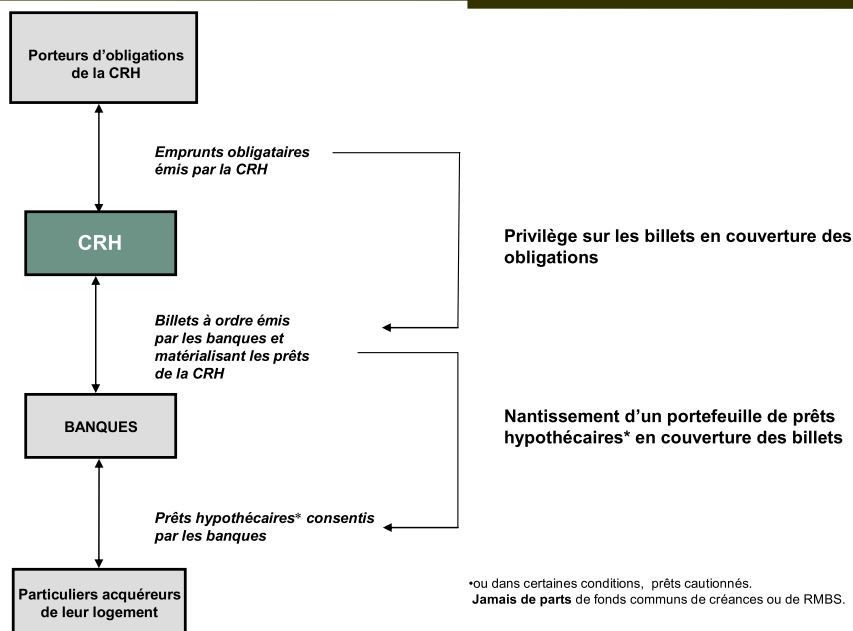 Porteurs d'obligations
de la CRH
Emprunts obligataires
émis par la CRH
CRH
Privilège sur les billets en couverture des
obligations
Billets à ordre émis
par les banques et
matérialisant les prêts
de la CRH
BANQUES
Nantissement d'un portefeuille de prêts
hypothécaires* en couverture des billets
Prêts hypothécaires* consentis
par les banques
Particuliers acquéreurs
de leur logement
•ou dans certaines conditions, prêts cautionnés.
Jamais de parts de fonds communs de créances ou de RMBS.